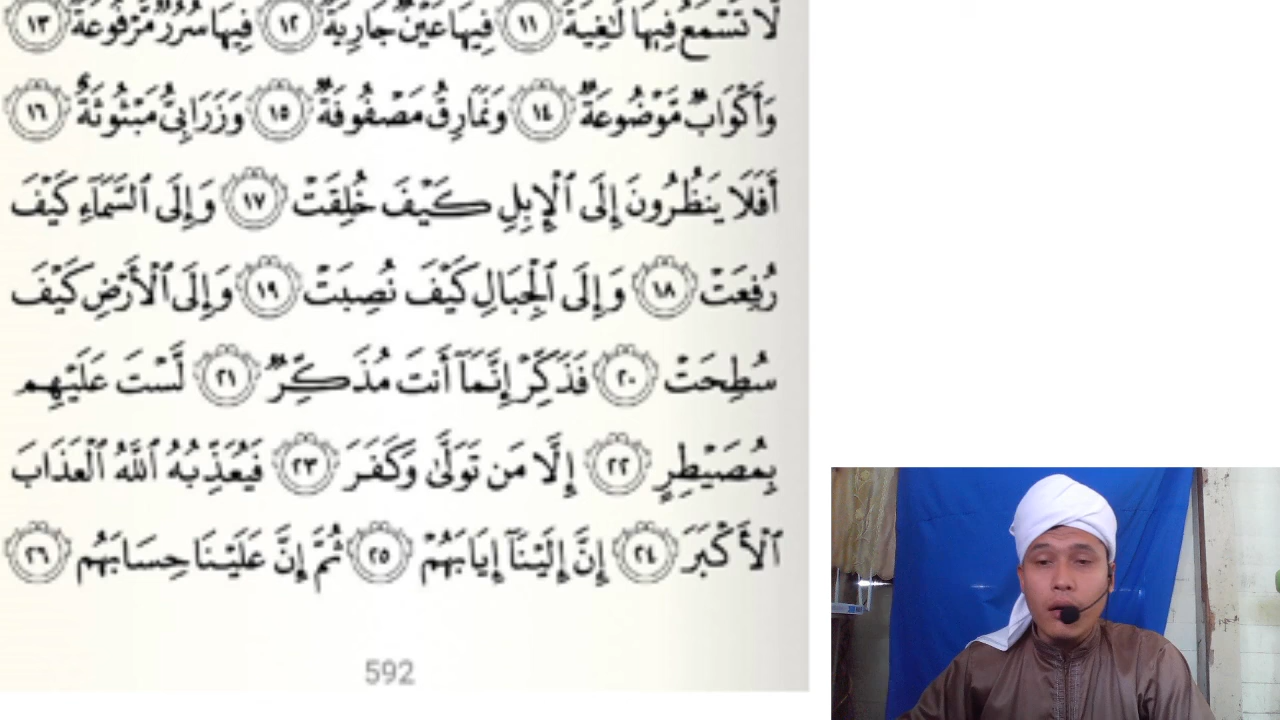 لَّا تَسْمَعُ فِيهَا لَٰغِيَةً ١١ فِيهَا عَيْنٌ جَارِيَةٌ ١٢ فِيهَا سُرُرٌ مَّرْفُوعَةٌ ١٣
وَأَكْوَابٌ مَّوْضُوعَةٌ ١٤ وَنَمَارِقُ مَصْفُوفَةٌ ١٥ وَزَرَابِيُّ مَبْثُوثَةٌ ١٦
أَفَلَا يَنظُرُونَ إِلَى ٱلْإِبِلِ كَيْفَ خُلِقَتْ ١٧ وَإِلَى ٱلسَّمَآءِ كَيْفَ
رُفِعَتْ ١٨ وَإِلَى ٱلْجِبَالِ كَيْفَ نُصِبَتْ ١٩ وَإِلَى ٱلْأَرْضِ كَيْفَ
سُطِحَتْ ٢٠ فَذَكِّرْ إِنَّمَآ أَنتَ مُذَكِّرٌ ٢١ لَّسْتَ عَلَيْهِم
بِمُصَيْطِرٍ ٢٢ إِلَّا مَن تَوَلَّىٰ وَكَفَرَ ٢٣ فَيُعَذِّبُهُ ٱللَّهُ ٱلْعَذَابَ
ٱلْأَكْبَرَ ٢٤ إِنَّ إِلَيْنَآ إِيَابَهُمْ ٢٥ ثُمَّ إِنَّ عَلَيْنَا حِسَابَهُم ٢٦
592